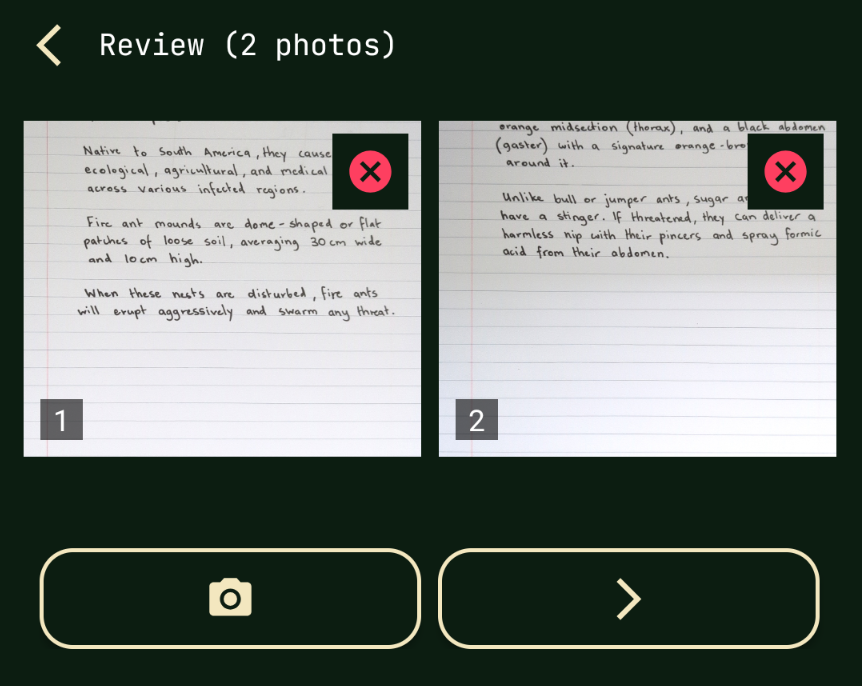 Review (2 photos)
Native to South America, they cause
ecological, agricultural, and medical
across various infected regions.
Fire ant mounds are dome-shaped or flat
patches of loose soil, averaging 30cm wide
and 10cm high.
When these nests are disturbed, fire ants
will erupt aggressively and swarm any threat.
1
orange midsection (thorax), and a black abdomen
(gaster) with a signature orange-bro
around it.
Unlike bull or jumper ants, sugar a
have a stinger. If threatened, they can deliver a
harmless nip with their pincers and spray formic
acid from their abdomen.
2